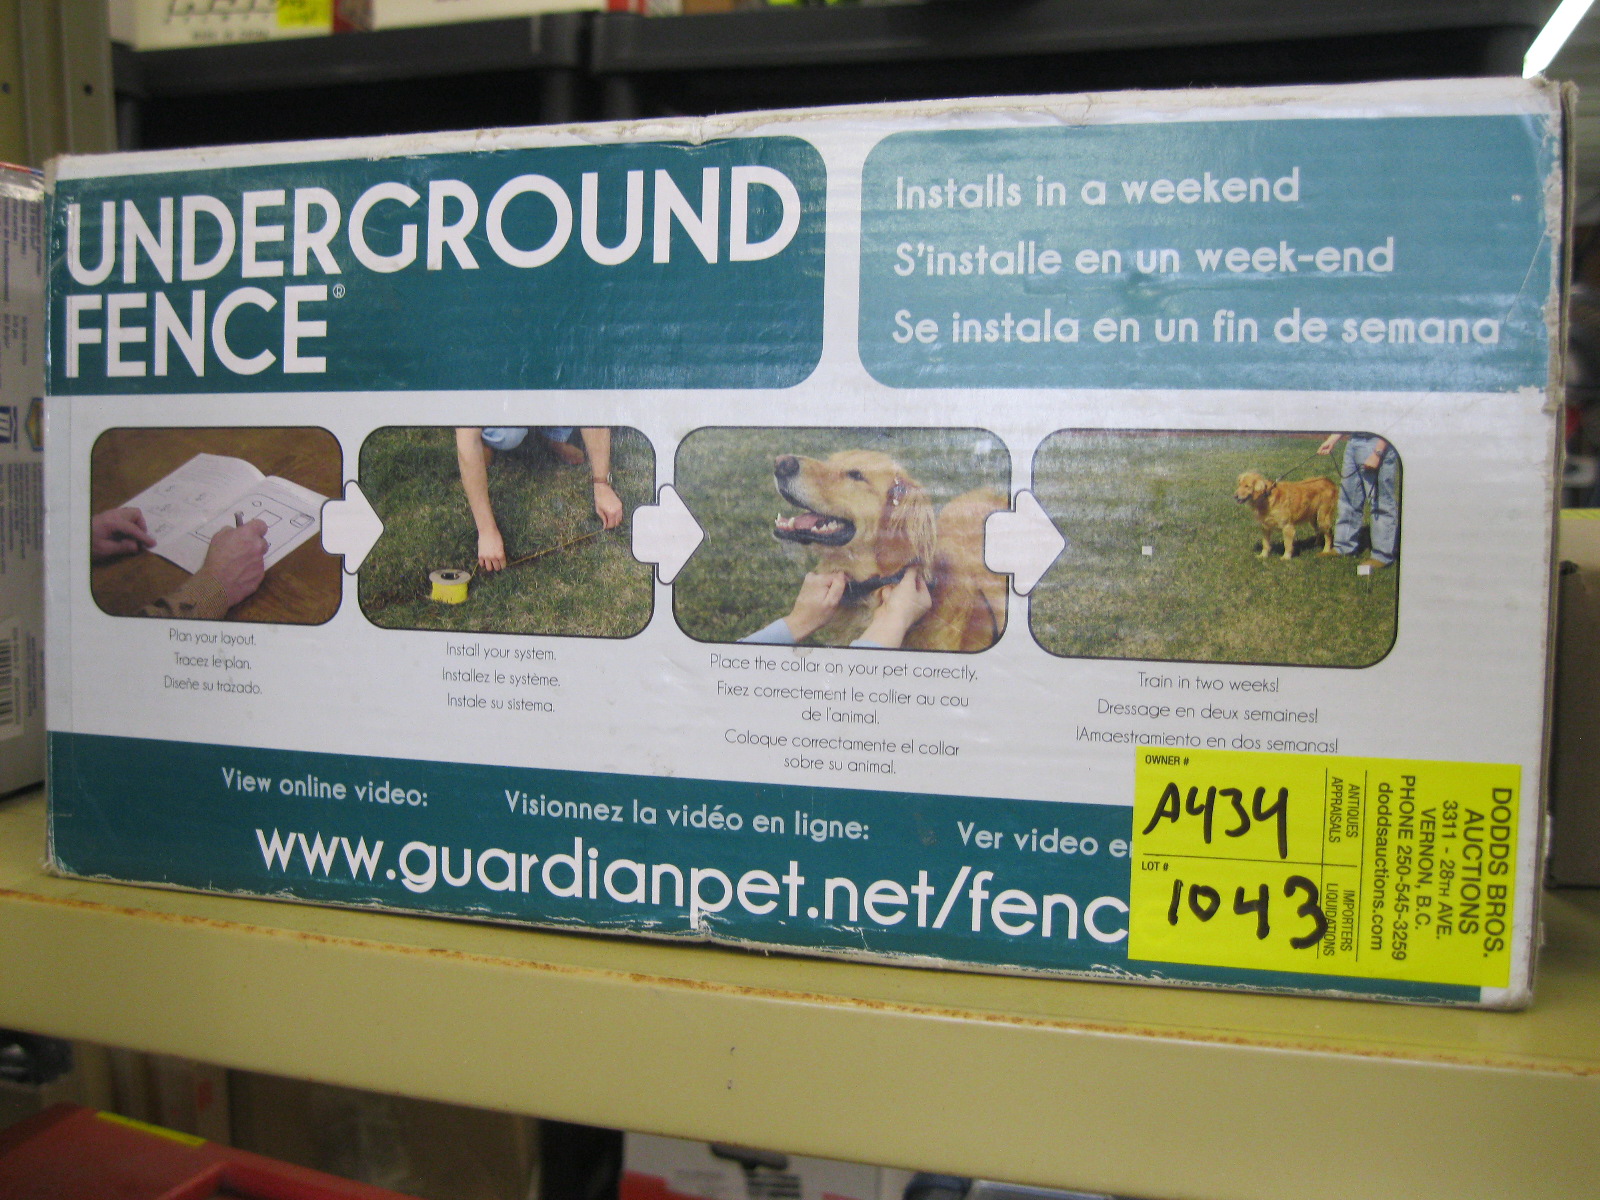 UNDERGROUND
FENCE®
Installs in a weekend
S'installe en un week-end
Se instala en un fin de semana
Plan your layout.
Tracez le plan.
Diseñe su trazado.
Install your system.
Installez le système.
Instale su sistema.
Place the collar on your pet correctly.
Fixez correctement le collier au cou
de l'animal.
Coloque correctamente el collar
sobre su animal.
Train in two weeks!
Dressage en deux semaines!
¡Amaestramiento en dos semanas!
View online video:
Visionnez la vidéo en ligne:
Ver video e
www.guardianpet.net/fenc
OWNER #
A434
LOT #
1043
ANTIQUES
APPRAISALS
IMPORTERS
LIQUIDATIONS
DODDS BROS.
AUCTIONS
3311 - 28TH AVE.
VERNON, B.C.
PHONE 250-545-3259
doddsauctions.com